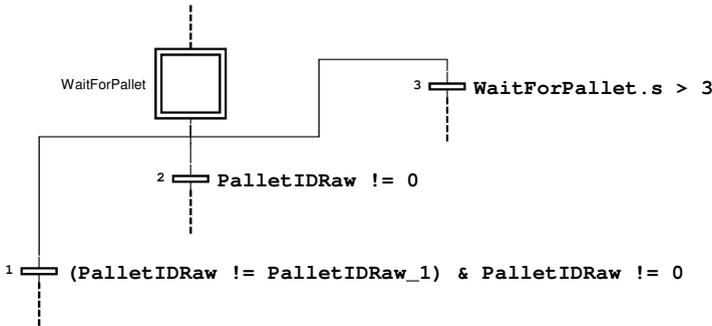 WaitForPallet
3 WaitForPallet.s > 3
2 PalletIDRaw != 0
1 (PalletIDRaw != PalletIDRaw_1) & PalletIDRaw != 0